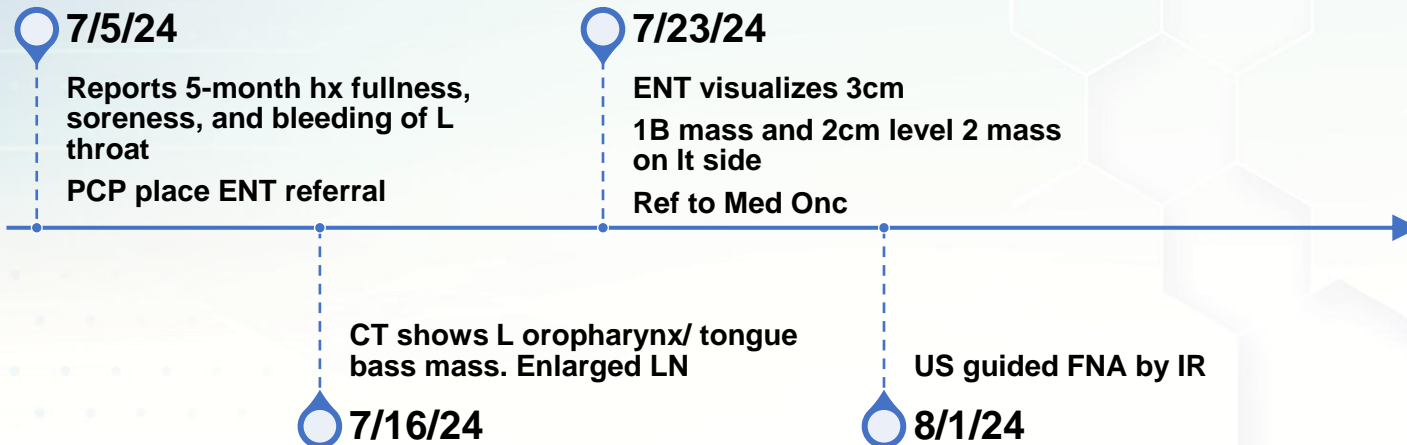 7/5/24
Reports 5-month hx fullness,
soreness, and bleeding of L
throat
PCP place ENT referral
7/23/24
ENT visualizes 3cm
1B mass and 2cm level 2 mass
on lt side
Ref to Med Onc
CT shows L oropharynx/ tongue
bass mass. Enlarged LN
7/16/24
US guided FNA by IR
8/1/24